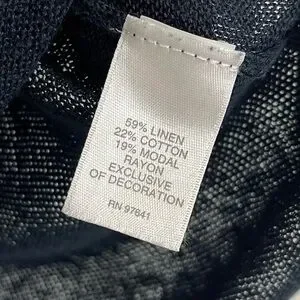 59% LINEN
22% COTTON
19% MODAL
RAYON
EXCLUSIVE
OF DECORATION
RN 97841